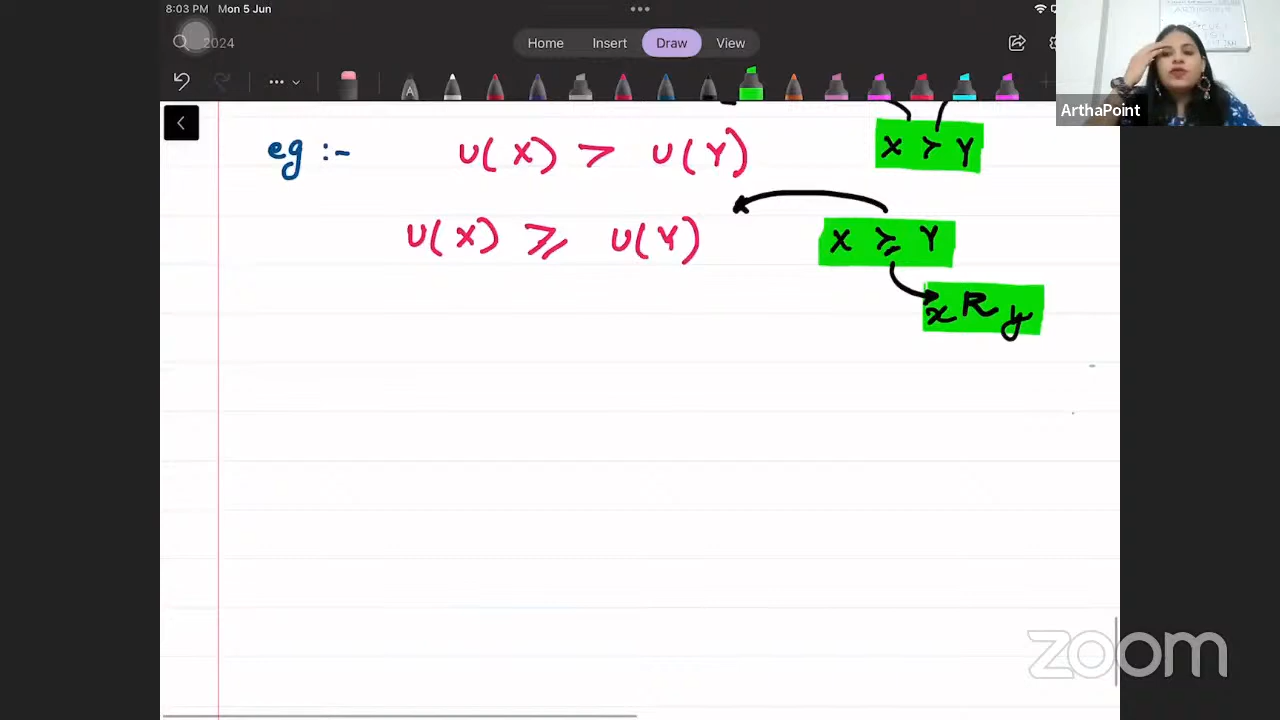 8:03 PM Mon 5 Jun
2024
Home Insert Draw View
A
ArthaPoint
eg :- U(X) > U(Y) X ≻ Y
U(X) ⩾ U(Y) X ≽ Y
x R y
zoom